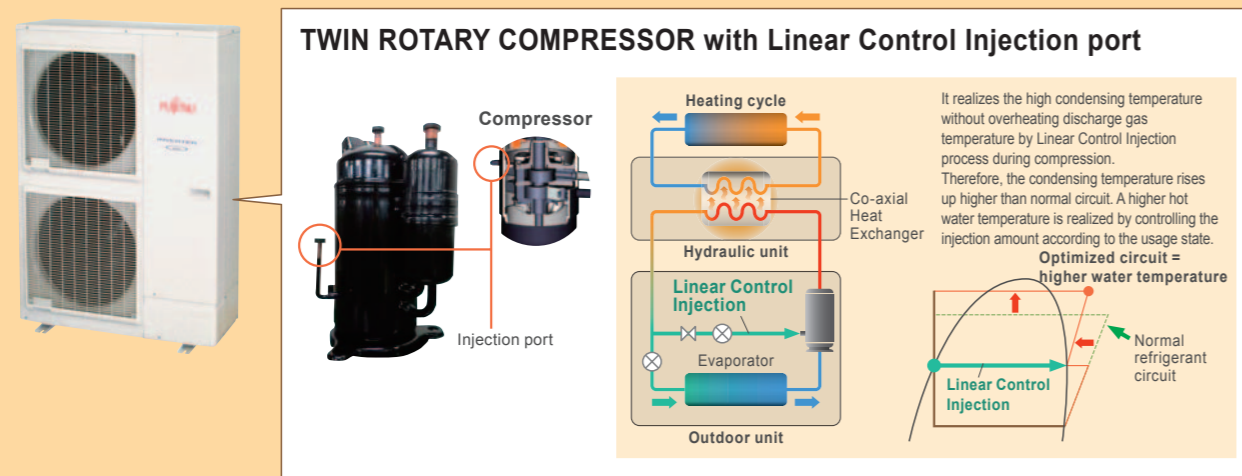 TWIN ROTARY COMPRESSOR with Linear Control Injection port
FUJITSU
INVERTER
Compressor
Injection port
Heating cycle
Co-axial
Heat
Exchanger
Hydraulic unit
Linear Control
Injection
Evaporator
Outdoor unit
It realizes the high condensing temperature
without overheating discharge gas
temperature by Linear Control Injection
process during compression.
Therefore, the condensing temperature rises
up higher than normal circuit. A higher hot
water temperature is realized by controlling the
injection amount according to the usage state.
Optimized circuit =
higher water temperature
Normal
refrigerant
circuit
Linear Control
Injection